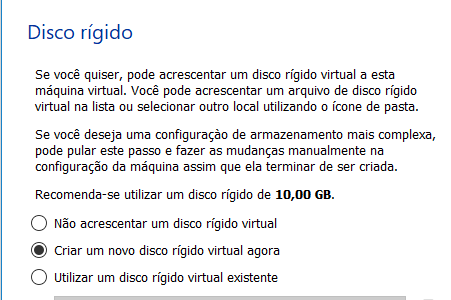 Disco rígido
Se você quiser, pode acrescentar um disco rígido virtual a esta
máquina virtual. Você pode acrescentar um arquivo de disco rígido
virtual na lista ou selecionar outro local utilizando o ícone de pasta.
Se você deseja uma configuração de armazenamento mais complexa,
pode pular este passo e fazer as mudanças manualmente na
configuração da máquina assim que ela terminar de ser criada.
Recomenda-se utilizar um disco rígido de 10,00 GB.
Não acrescentar um disco rígido virtual
Criar um novo disco rígido virtual agora
Utilizar um disco rígido virtual existente